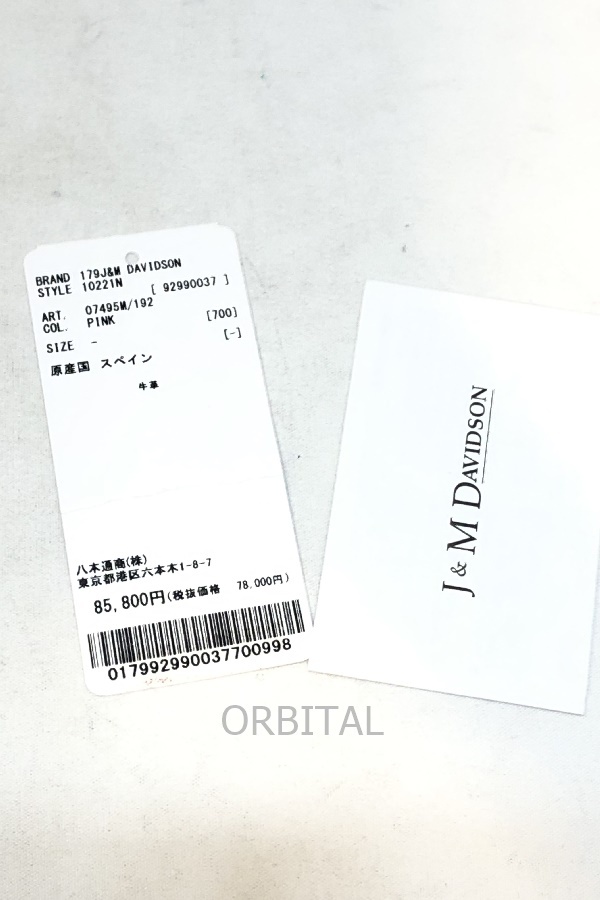 BRAND 179J&M DAVIDSON
STYLE 10221N [ 92990037 ]
ART. 07495M/192
COL. PINK [700]
SIZE - [-]
原産国 スペイン
牛革
八木通商(株)
東京都港区六本木1-8-7
85,800円(税抜価格 78.000円)
017992990037700998
J & M DAVIDSON
ORBITAL